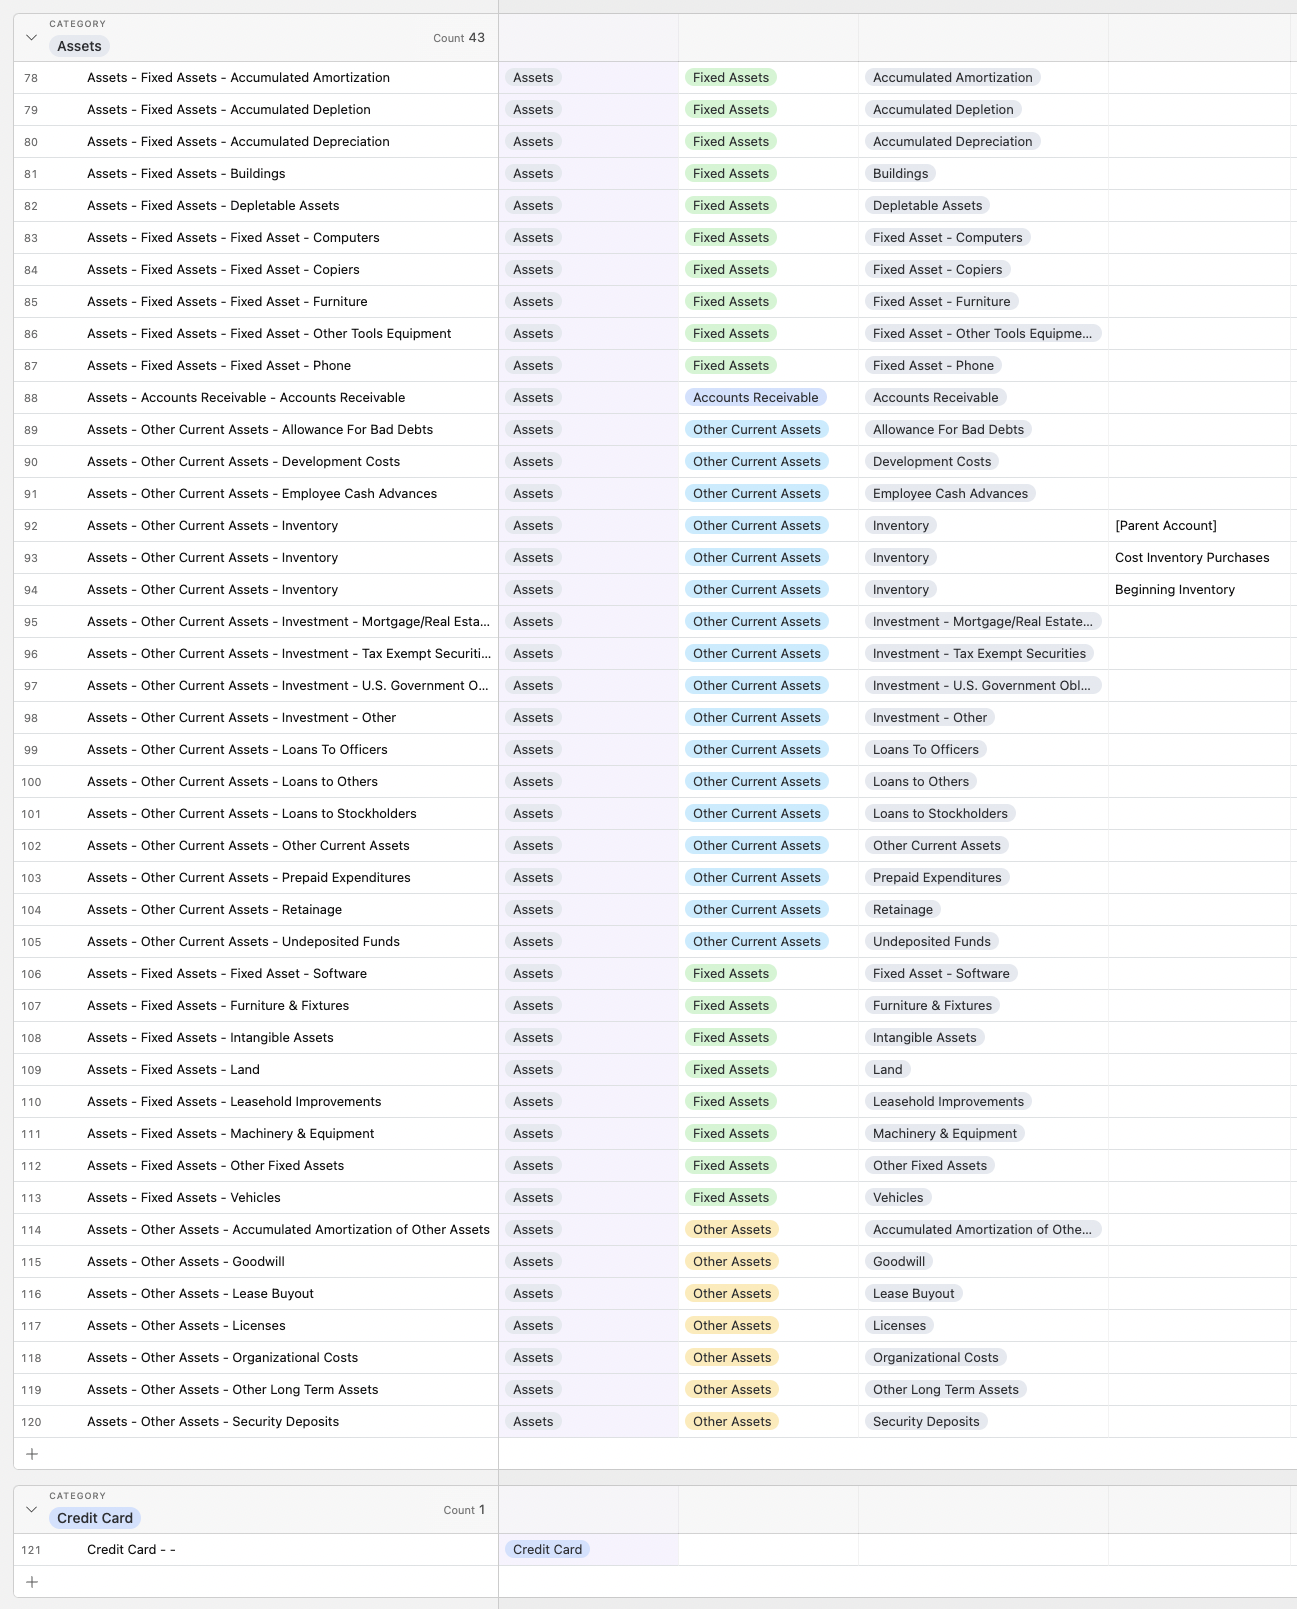 CATEGORY
Assets Count 43
78 Assets - Fixed Assets - Accumulated Amortization Assets Fixed Assets Accumulated Amortization
79 Assets - Fixed Assets - Accumulated Depletion Assets Fixed Assets Accumulated Depletion
80 Assets - Fixed Assets - Accumulated Depreciation Assets Fixed Assets Accumulated Depreciation
81 Assets - Fixed Assets - Buildings Assets Fixed Assets Buildings
82 Assets - Fixed Assets - Depletable Assets Assets Fixed Assets Depletable Assets
83 Assets - Fixed Assets - Fixed Asset - Computers Assets Fixed Assets Fixed Asset - Computers
84 Assets - Fixed Assets - Fixed Asset - Copiers Assets Fixed Assets Fixed Asset - Copiers
85 Assets - Fixed Assets - Fixed Asset - Furniture Assets Fixed Assets Fixed Asset - Furniture
86 Assets - Fixed Assets - Fixed Asset - Other Tools Equipment Assets Fixed Assets Fixed Asset - Other Tools Equipme...
87 Assets - Fixed Assets - Fixed Asset - Phone Assets Fixed Assets Fixed Asset - Phone
88 Assets - Accounts Receivable - Accounts Receivable Assets Accounts Receivable Accounts Receivable
89 Assets - Other Current Assets - Allowance For Bad Debts Assets Other Current Assets Allowance For Bad Debts
90 Assets - Other Current Assets - Development Costs Assets Other Current Assets Development Costs
91 Assets - Other Current Assets - Employee Cash Advances Assets Other Current Assets Employee Cash Advances
92 Assets - Other Current Assets - Inventory Assets Other Current Assets Inventory [Parent Account]
93 Assets - Other Current Assets - Inventory Assets Other Current Assets Inventory Cost Inventory Purchases
94 Assets - Other Current Assets - Inventory Assets Other Current Assets Inventory Beginning Inventory
95 Assets - Other Current Assets - Investment - Mortgage/Real Esta... Assets Other Current Assets Investment - Mortgage/Real Estate...
96 Assets - Other Current Assets - Investment - Tax Exempt Securiti... Assets Other Current Assets Investment - Tax Exempt Securities
97 Assets - Other Current Assets - Investment - U.S. Government O... Assets Other Current Assets Investment - U.S. Government Obl...
98 Assets - Other Current Assets - Investment - Other Assets Other Current Assets Investment - Other
99 Assets - Other Current Assets - Loans To Officers Assets Other Current Assets Loans To Officers
100 Assets - Other Current Assets - Loans to Others Assets Other Current Assets Loans to Others
101 Assets - Other Current Assets - Loans to Stockholders Assets Other Current Assets Loans to Stockholders
102 Assets - Other Current Assets - Other Current Assets Assets Other Current Assets Other Current Assets
103 Assets - Other Current Assets - Prepaid Expenditures Assets Other Current Assets Prepaid Expenditures
104 Assets - Other Current Assets - Retainage Assets Other Current Assets Retainage
105 Assets - Other Current Assets - Undeposited Funds Assets Other Current Assets Undeposited Funds
106 Assets - Fixed Assets - Fixed Asset - Software Assets Fixed Assets Fixed Asset - Software
107 Assets - Fixed Assets - Furniture & Fixtures Assets Fixed Assets Furniture & Fixtures
108 Assets - Fixed Assets - Intangible Assets Assets Fixed Assets Intangible Assets
109 Assets - Fixed Assets - Land Assets Fixed Assets Land
110 Assets - Fixed Assets - Leasehold Improvements Assets Fixed Assets Leasehold Improvements
111 Assets - Fixed Assets - Machinery & Equipment Assets Fixed Assets Machinery & Equipment
112 Assets - Fixed Assets - Other Fixed Assets Assets Fixed Assets Other Fixed Assets
113 Assets - Fixed Assets - Vehicles Assets Fixed Assets Vehicles
114 Assets - Other Assets - Accumulated Amortization of Other Assets Assets Other Assets Accumulated Amortization of Othe...
115 Assets - Other Assets - Goodwill Assets Other Assets Goodwill
116 Assets - Other Assets - Lease Buyout Assets Other Assets Lease Buyout
117 Assets - Other Assets - Licenses Assets Other Assets Licenses
118 Assets - Other Assets - Organizational Costs Assets Other Assets Organizational Costs
119 Assets - Other Assets - Other Long Term Assets Assets Other Assets Other Long Term Assets
120 Assets - Other Assets - Security Deposits Assets Other Assets Security Deposits
+
CATEGORY
Credit Card Count 1
121 Credit Card - - Credit Card
+